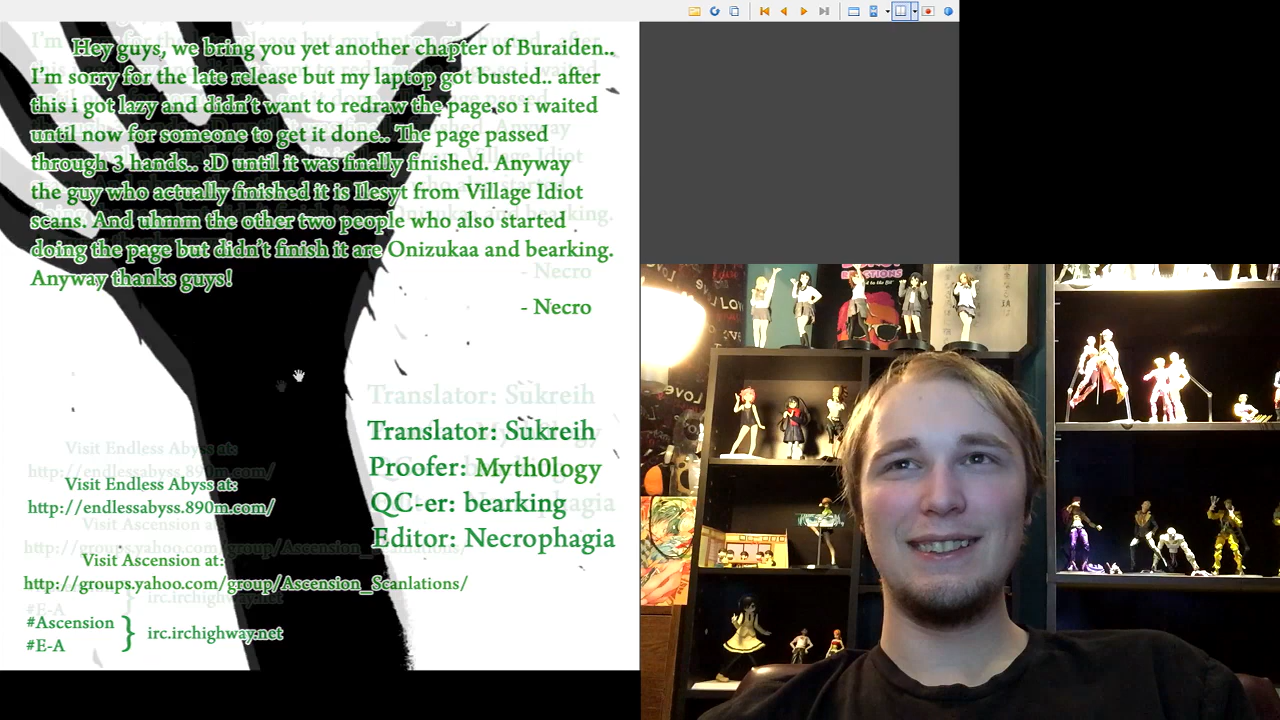 Hey guys, we bring you yet another chapter of Buraiden..
I'm sorry for the late release but my laptop got busted.. after
this i got lazy and didn't want to redraw the page so i waited
until now for someone to get it done.. The page passed
through 3 hands.. :D until it was finally finished. Anyway
the guy who actually finished it is Ilesyt from Village Idiot
scans. And uhmm the other two people who also started
doing the page but didn't finish it are Onizukaa and bearking.
Anyway thanks guys!
- Necro
Translator: Sukreih
Proofer: Myth0logy
QC-er: bearking
Editor: Necrophagia
Visit Endless Abyss at:
http://endlessabyss.890m.com/
Visit Ascension at:
http://groups.yahoo.com/group/Ascension_Scanlations/
#Ascension
#E-A
} irc.irchighway.net
REACTIONS
Love